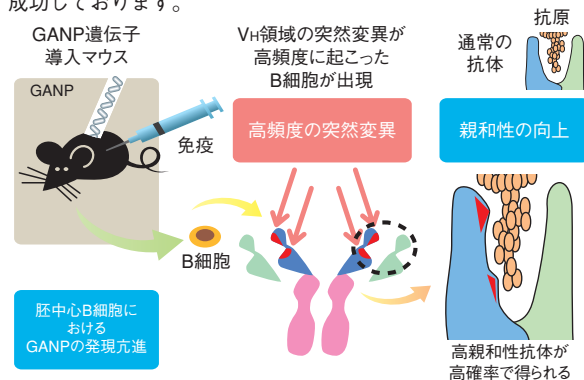 成功しております。
GANP遺伝子
導入マウス
GANP
免疫
VH領域の突然変異が
高頻度に起こった
B細胞が出現
高頻度の突然変異
B細胞
胚中心B細胞に
おける
GANPの発現亢進
抗原
通常の
抗体
親和性の向上
高親和性抗体が
高確率で得られる